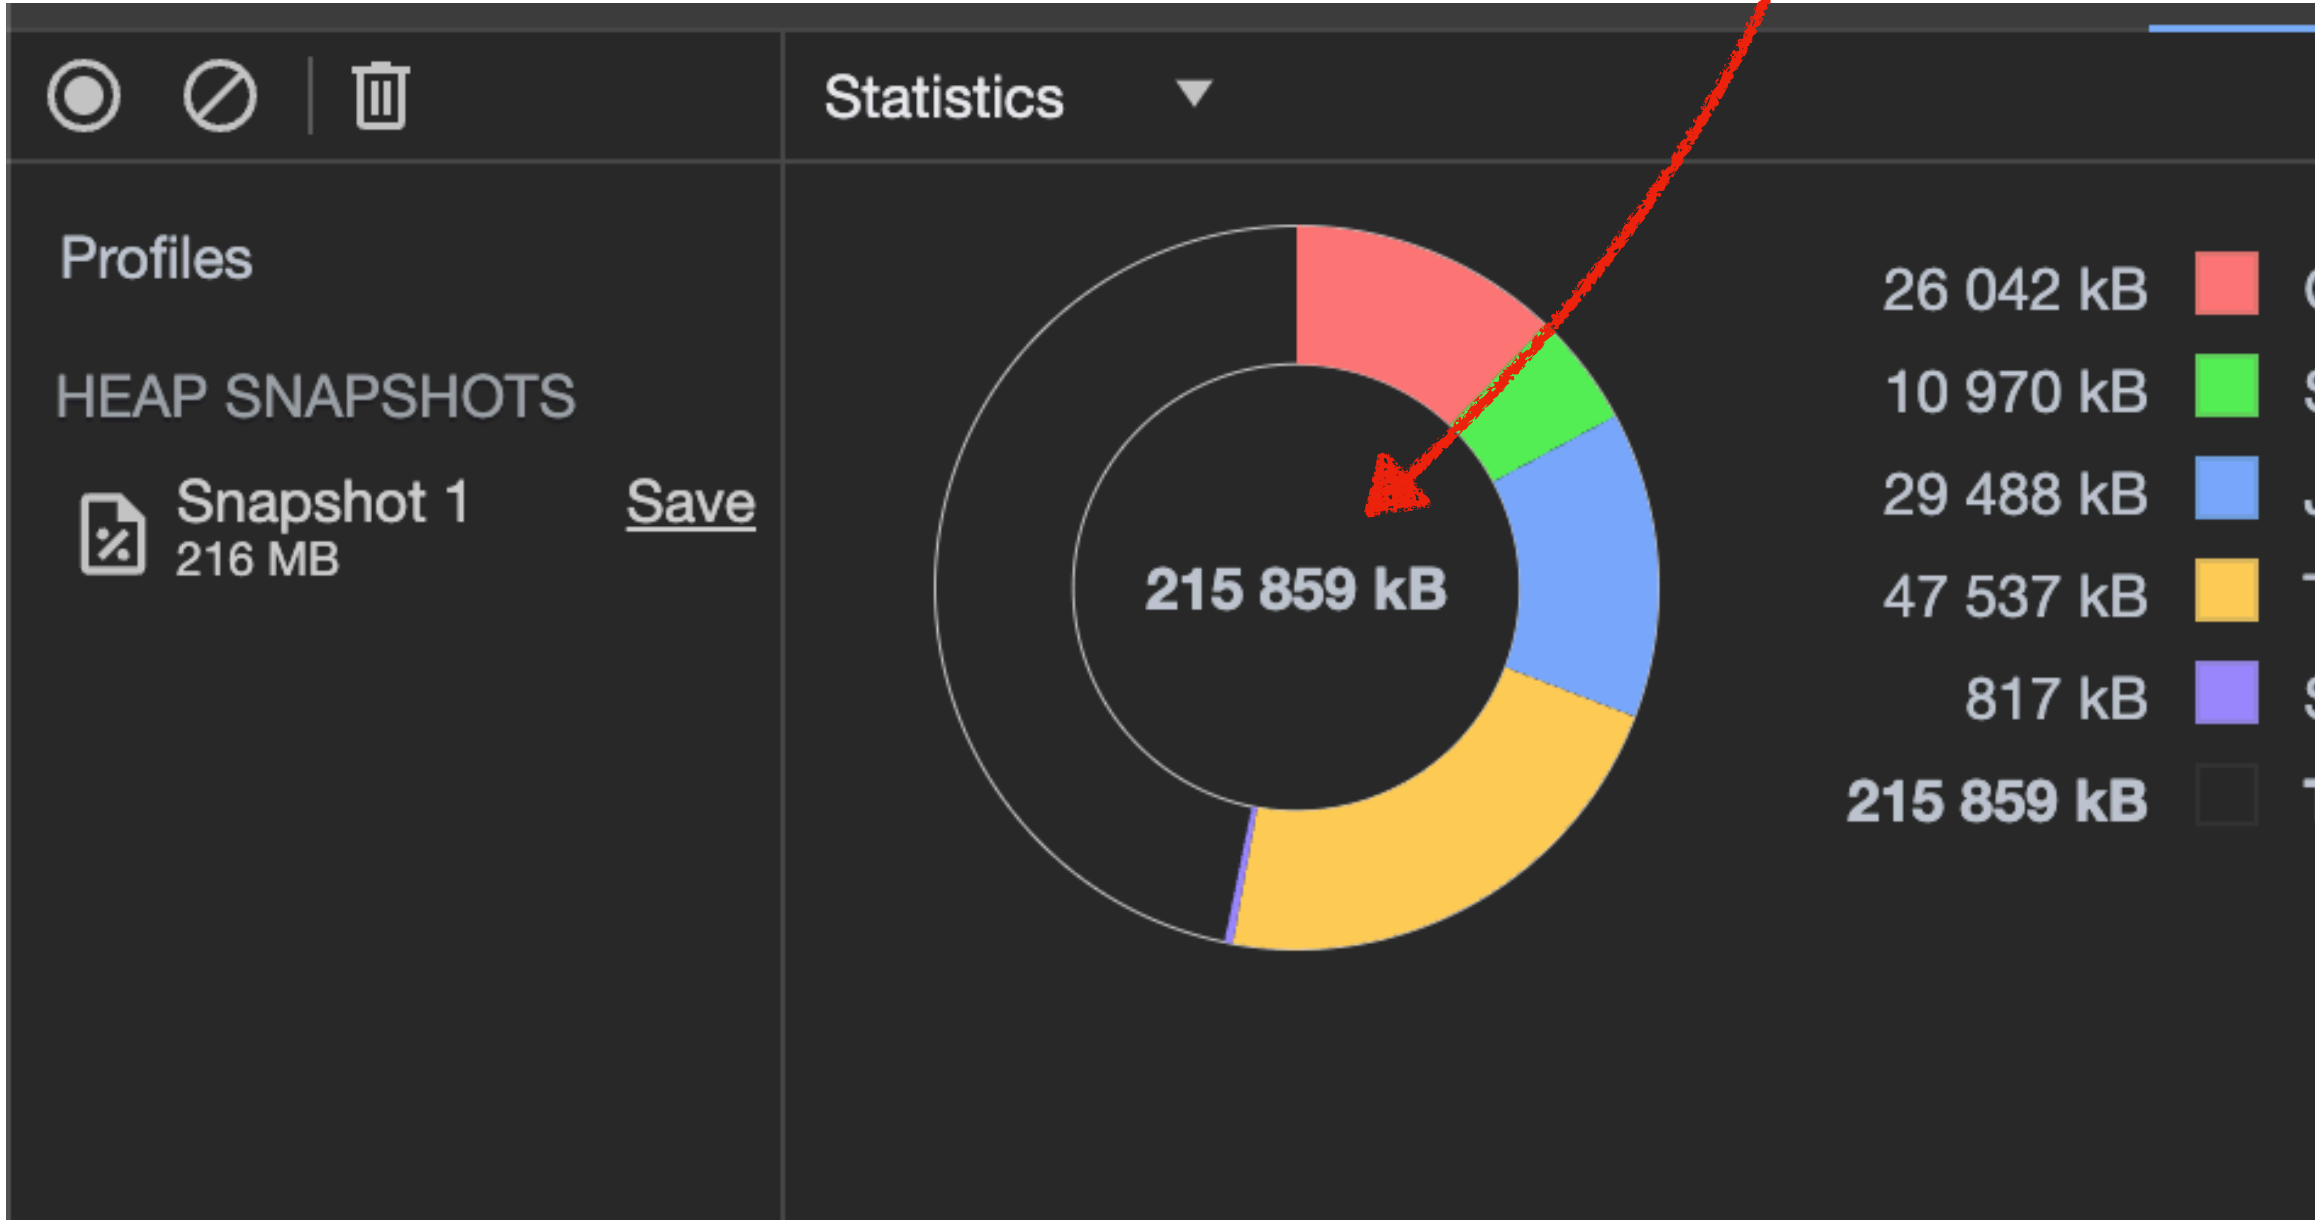 Statistics
Profiles
HEAP SNAPSHOTS
Snapshot 1
Save
216 MB
215 859 kB
26 042 kB
10 970 kB
29 488 kB
47 537 kB
817 kB
215 859 kB